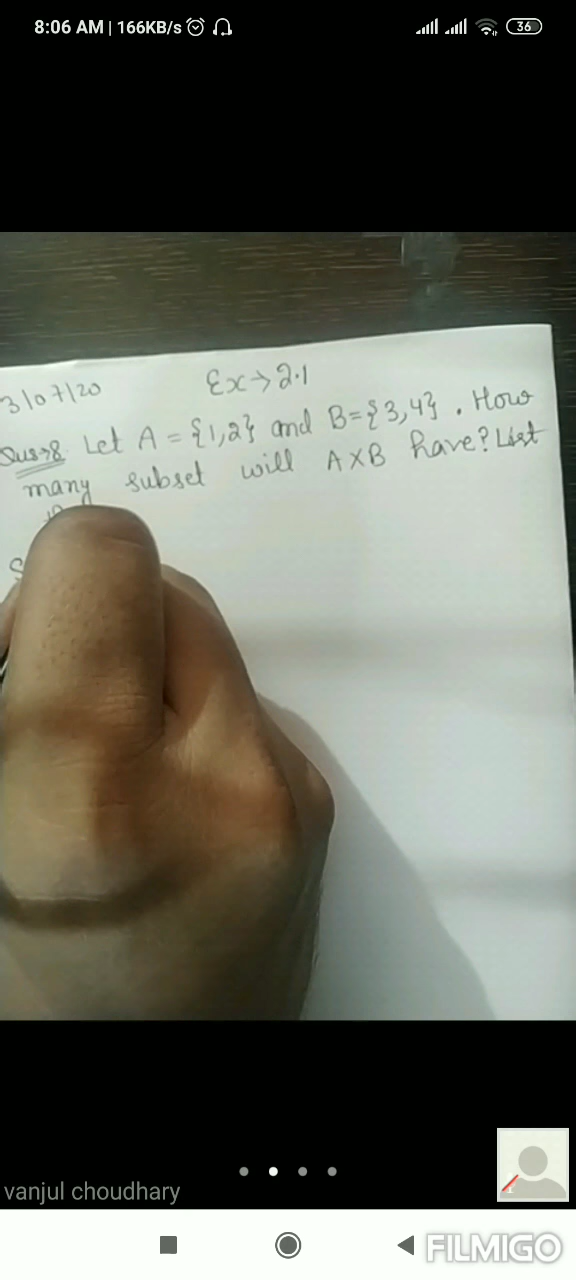 8:06 AM | 166KB/s
36
3/07/20
Ex→2.1
Qus→8 Let A = {1,2} and B={3,4}. How
many subset will A×B have? List
vanjul choudhary
FILMIGO